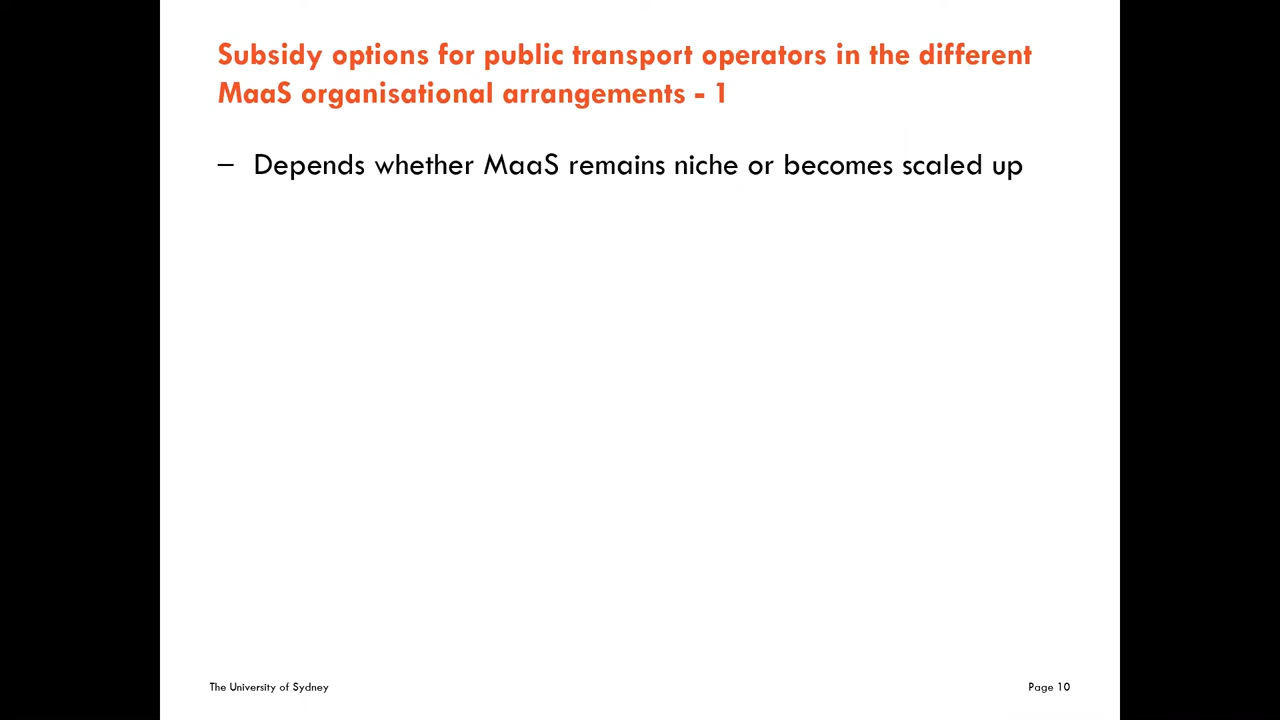 Subsidy options for public transport operators in the different
MaaS organisational arrangements - 1
– Depends whether MaaS remains niche or becomes scaled up
The University of Sydney
Page 10